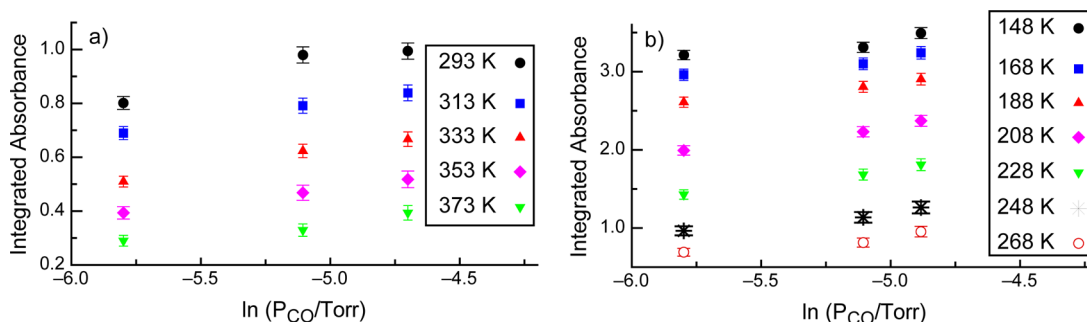 a)
Integrated Absorbance
1.0
0.8
0.6
0.4
0.2
293 K
313 K
333 K
353 K
373 K
–6.0 –5.5 –5.0 –4.5
ln (P_CO/Torr)
b)
Integrated Absorbance
3.0
2.0
1.0
148 K
168 K
188 K
208 K
228 K
248 K
268 K
–6.0 –5.5 –5.0 –4.5
ln (P_CO/Torr)